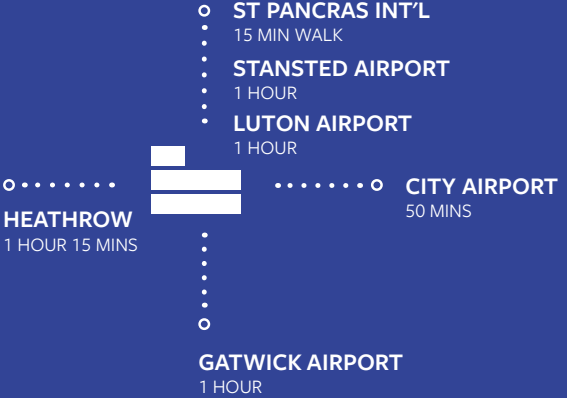 ST PANCRAS INT'L
15 MIN WALK
STANSTED AIRPORT
1 HOUR
LUTON AIRPORT
1 HOUR
CITY AIRPORT
50 MINS
HEATHROW
1 HOUR 15 MINS
GATWICK AIRPORT
1 HOUR